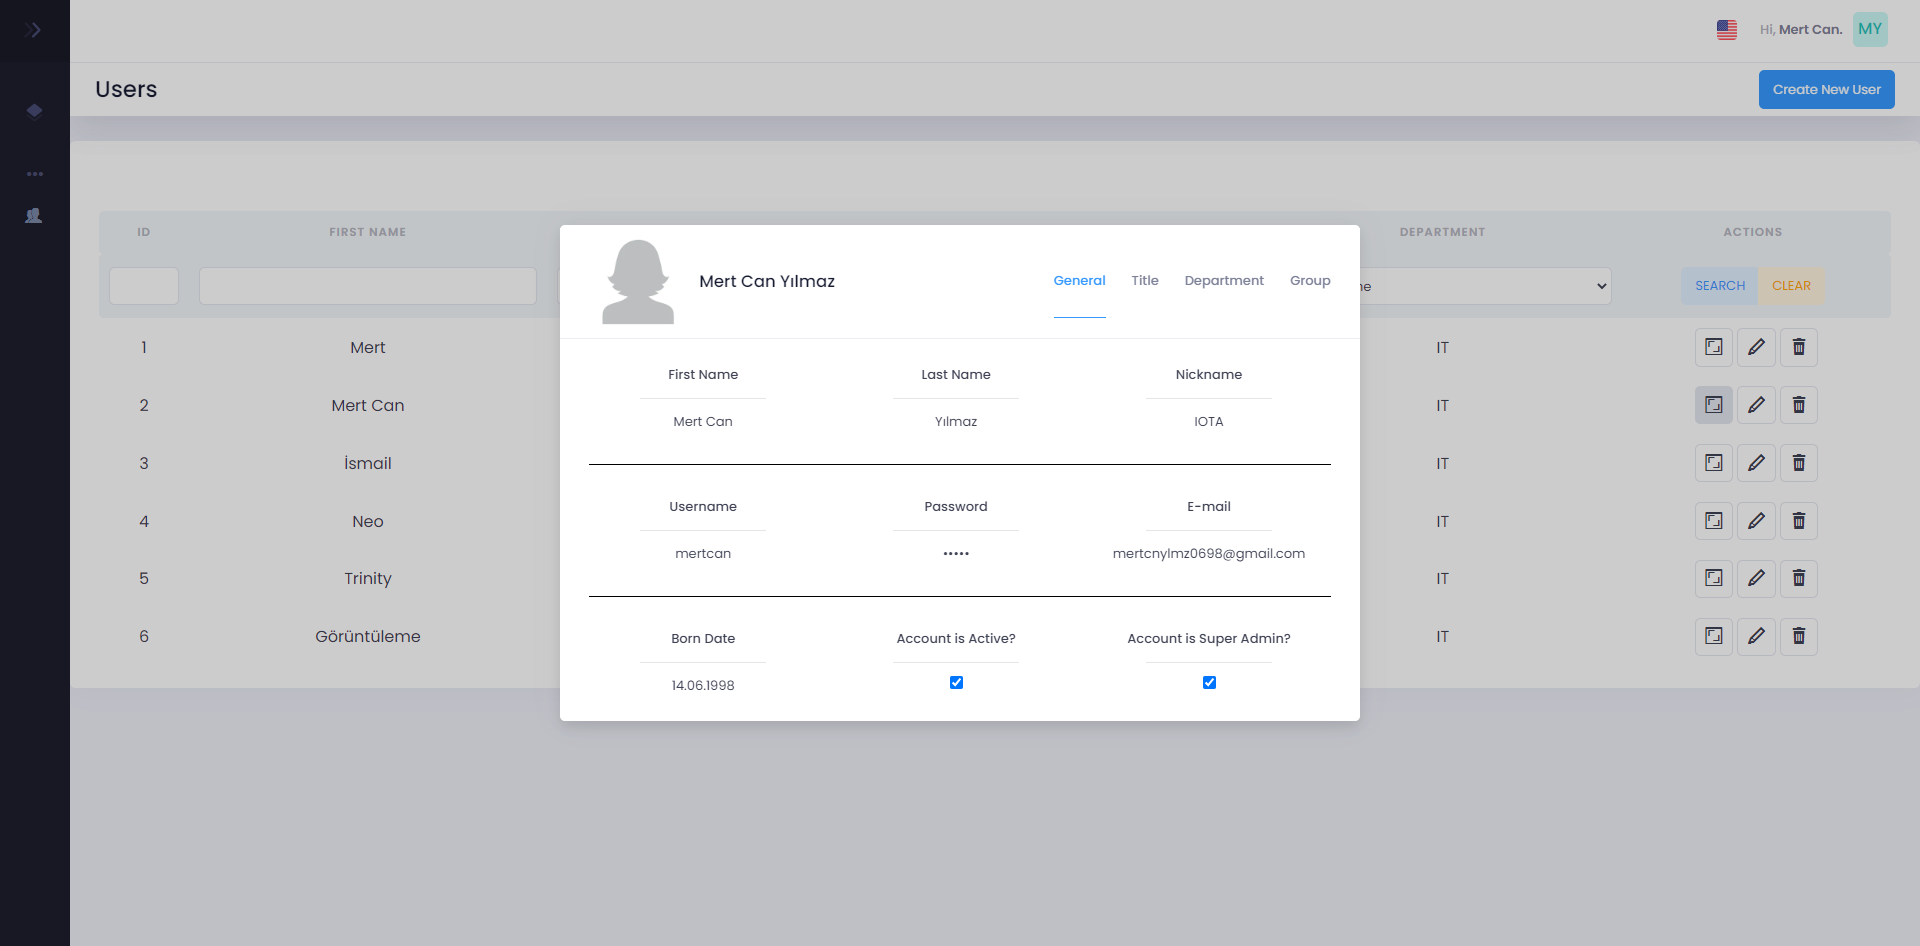 Hi, Mert Can.
MY
Users
Create New User
ID
FIRST NAME
DEPARTMENT
ACTIONS
SEARCH
CLEAR
1
Mert
IT
2
Mert Can
IT
3
İsmail
IT
4
Neo
IT
5
Trinity
IT
6
Görüntüleme
IT
Mert Can Yılmaz
General
Title
Department
Group
First Name
Last Name
Nickname
Mert Can
Yılmaz
IOTA
Username
Password
E-mail
mertcan
•••••
mertcnylmz0698@gmail.com
Born Date
Account is Active?
Account is Super Admin?
14.06.1998